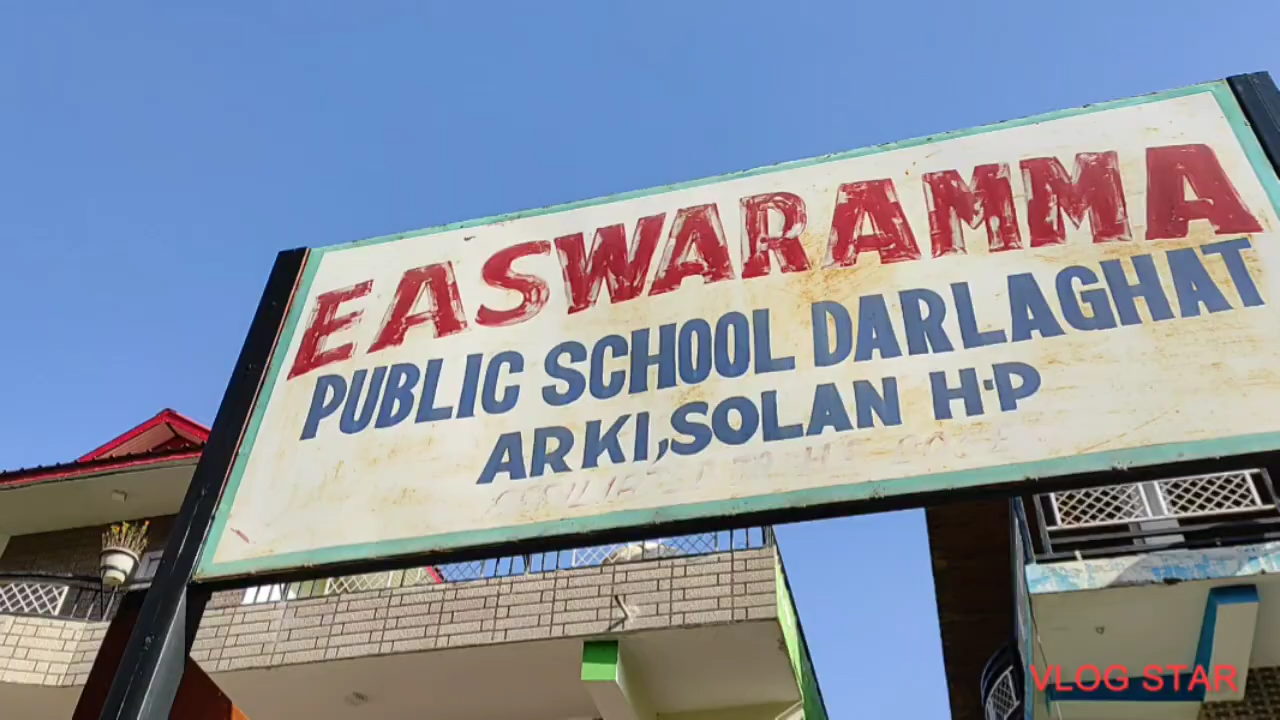 EASWARAMMA
PUBLIC SCHOOL DARLAGHAT
ARKI, SOLAN H.P
VLOG STAR